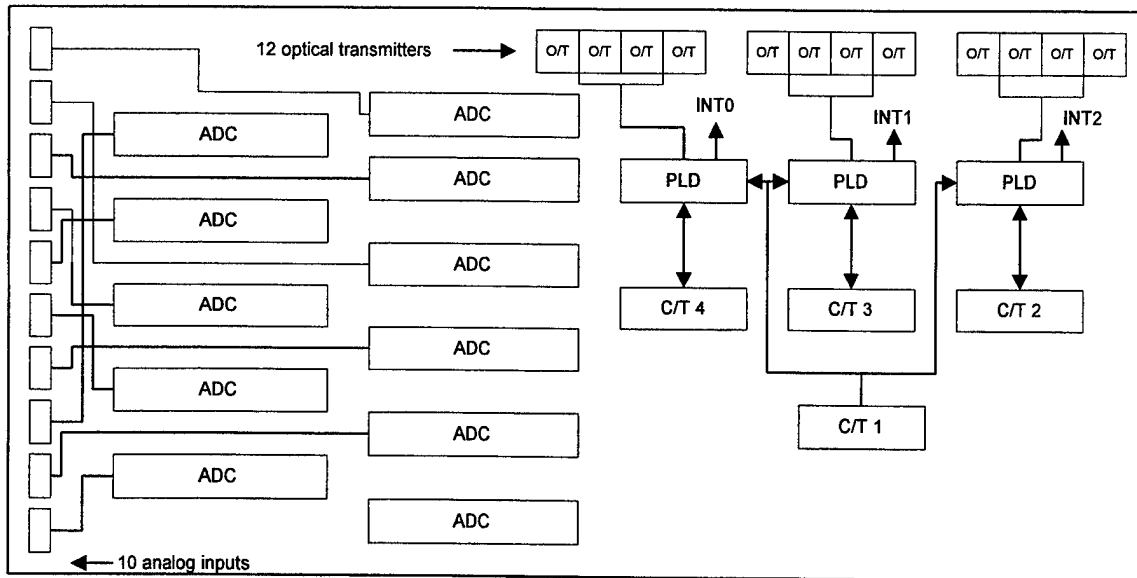 12 optical transmitters
O/T O/T O/T O/T
O/T O/T O/T O/T
O/T O/T O/T O/T
ADC
ADC
INT0
INT1
INT2
ADC
PLD
PLD
PLD
ADC
ADC
ADC
C/T 4
C/T 3
C/T 2
ADC
ADC
ADC
C/T 1
ADC
ADC
10 analog inputs